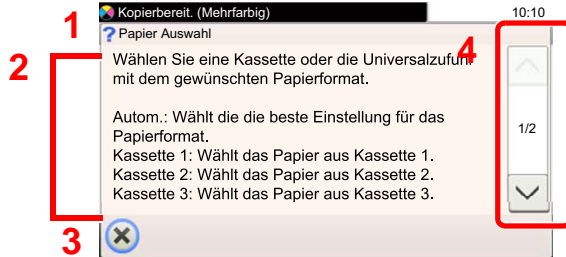 Kopierbereit. (Mehrfarbig) 10:10
1
? Papier Auswahl
4
2
Wählen Sie eine Kassette oder die Universalzufuhr
mit dem gewünschten Papierformat.
Autom.: Wählt die die beste Einstellung für das
Papierformat.
1/2
Kassette 1: Wählt das Papier aus Kassette 1.
Kassette 2: Wählt das Papier aus Kassette 2.
Kassette 3: Wählt das Papier aus Kassette 3.
3